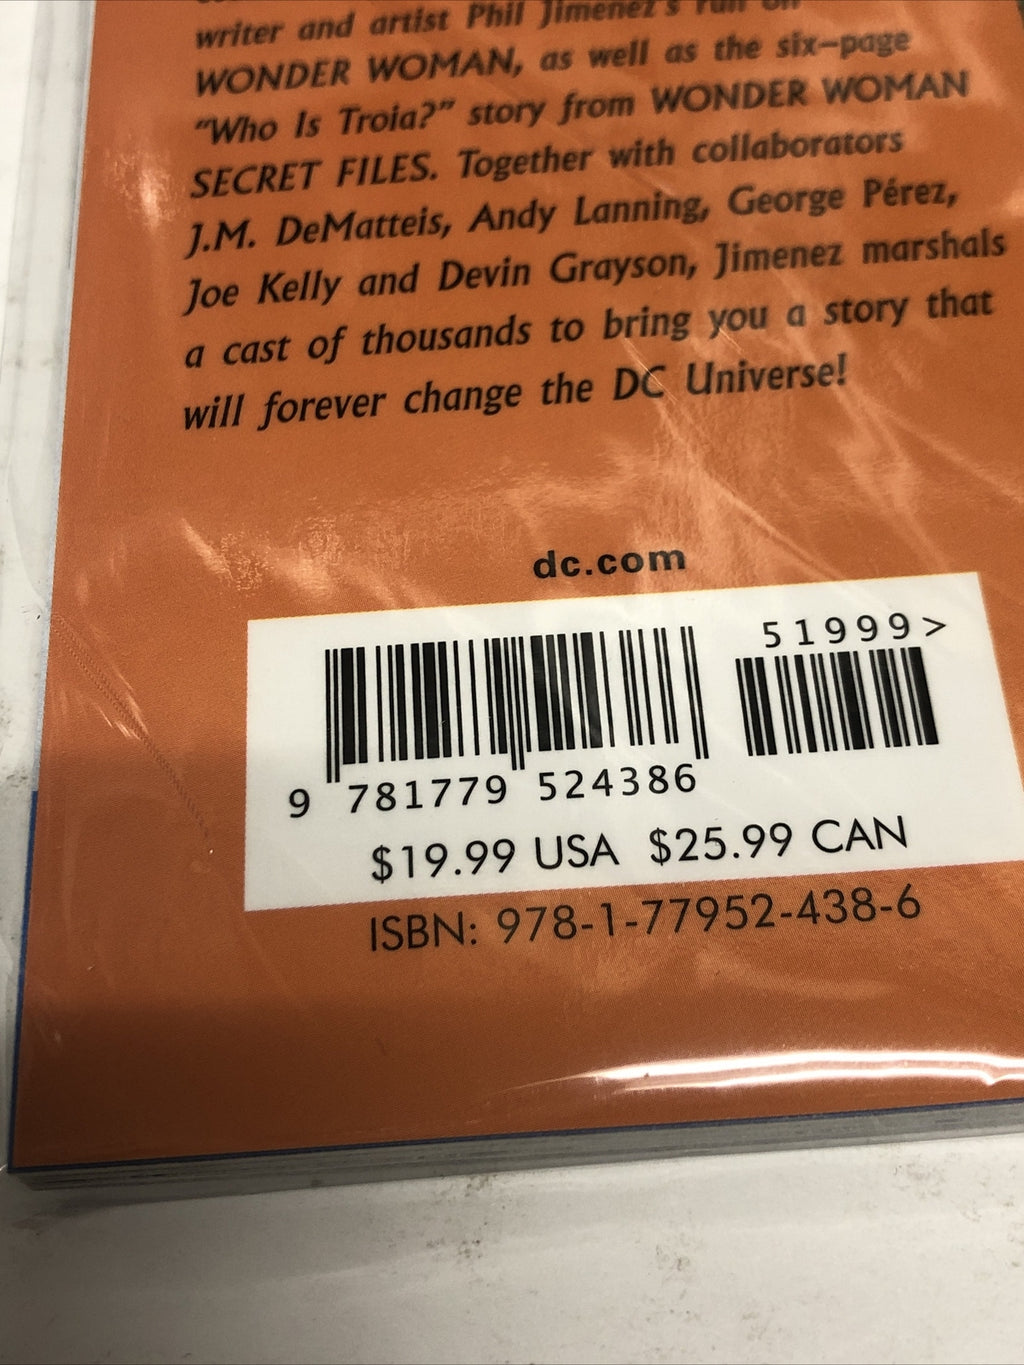 writer and artist Phil Jimenez's run on
WONDER WOMAN, as well as the six-page
"Who Is Troia?" story from WONDER WOMAN
SECRET FILES. Together with collaborators
J.M. DeMatteis, Andy Lanning, George Pérez,
Joe Kelly and Devin Grayson, Jimenez marshals
a cast of thousands to bring you a story that
will forever change the DC Universe!
dc.com
51999>
9 781779 524386
$19.99 USA $25.99 CAN
ISBN: 978-1-77952-438-6